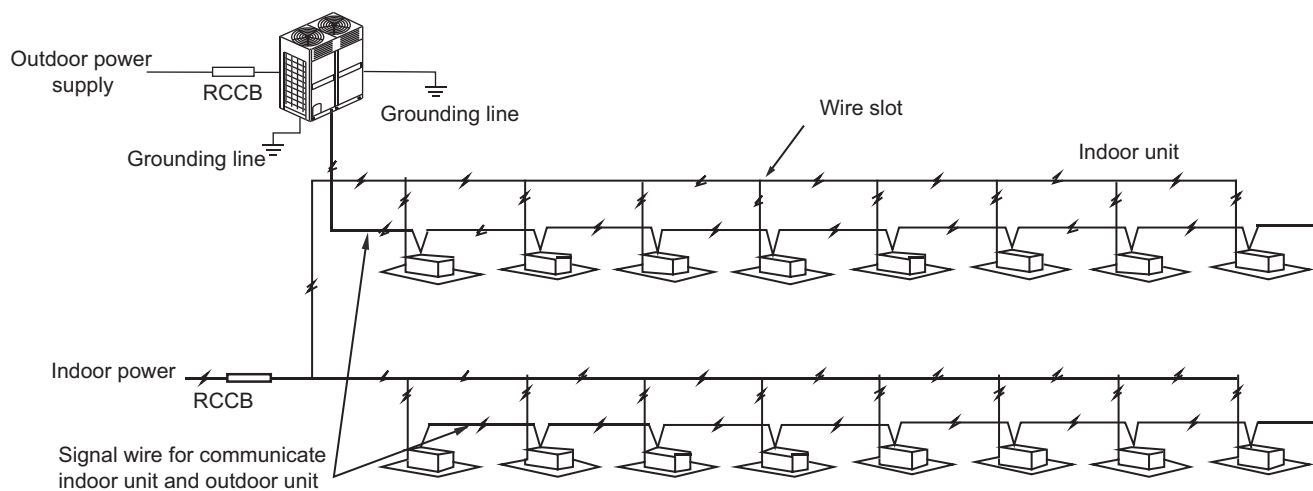 Outdoor power
supply
RCCB
Grounding line
Grounding line
Wire slot
Indoor unit
Indoor power
RCCB
Signal wire for communicate
indoor unit and outdoor unit